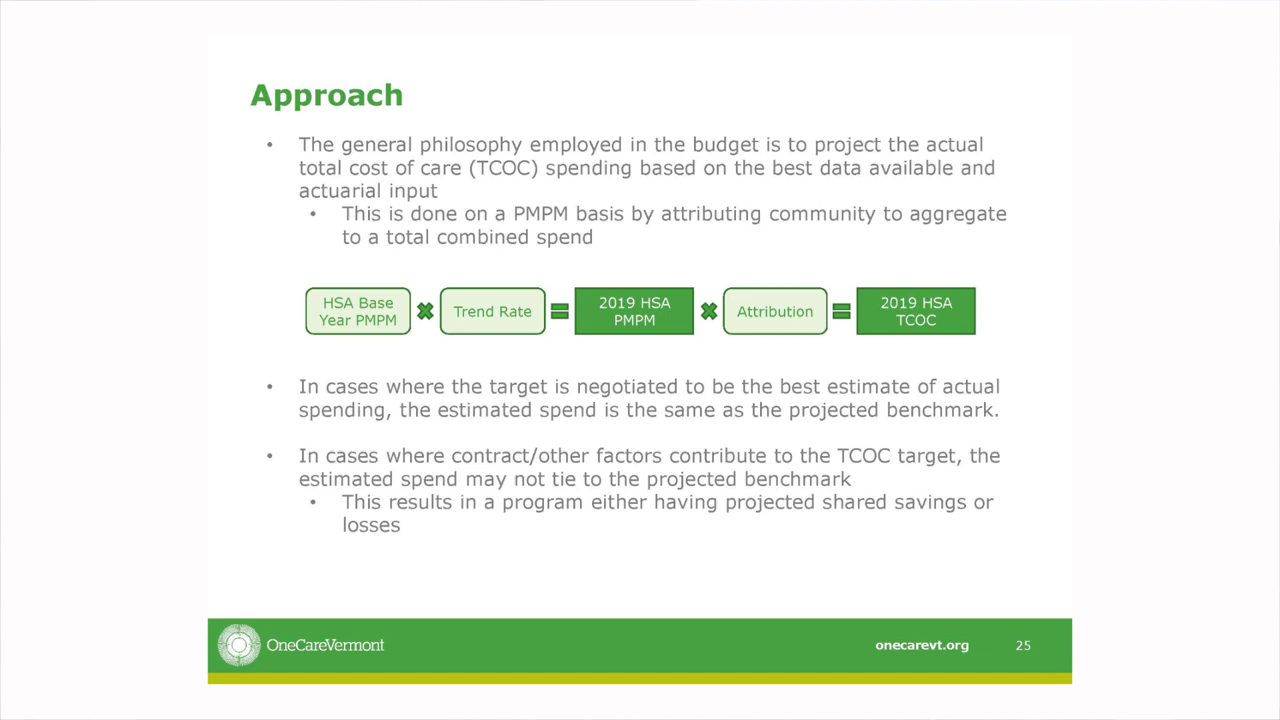 Approach
• The general philosophy employed in the budget is to project the actual
total cost of care (TCOC) spending based on the best data available and
actuarial input
• This is done on a PMPM basis by attributing community to aggregate
to a total combined spend
HSA Base
Year PMPM
Trend Rate
2019 HSA
PMPM
Attribution
2019 HSA
TCOC
• In cases where the target is negotiated to be the best estimate of actual
spending, the estimated spend is the same as the projected benchmark.
• In cases where contract/other factors contribute to the TCOC target, the
estimated spend may not tie to the projected benchmark
• This results in a program either having projected shared savings or
losses
OneCareVermont
onecarevt.org
25